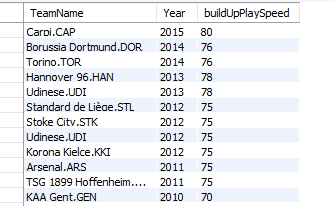 TeamName Year buildUpPlaySpeed
Carpi.CAP 2015 80
Borussia Dortmund.DOR 2014 76
Torino.TOR 2014 76
Hannover 96.HAN 2013 78
Udinese.UDI 2013 78
Standard de Liège.STL 2012 75
Stoke City.STK 2012 75
Udinese.UDI 2012 75
Korona Kielce.KKI 2012 75
Arsenal.ARS 2011 75
TSG 1899 Hoffenheim.... 2011 75
KAA Gent.GEN 2010 70